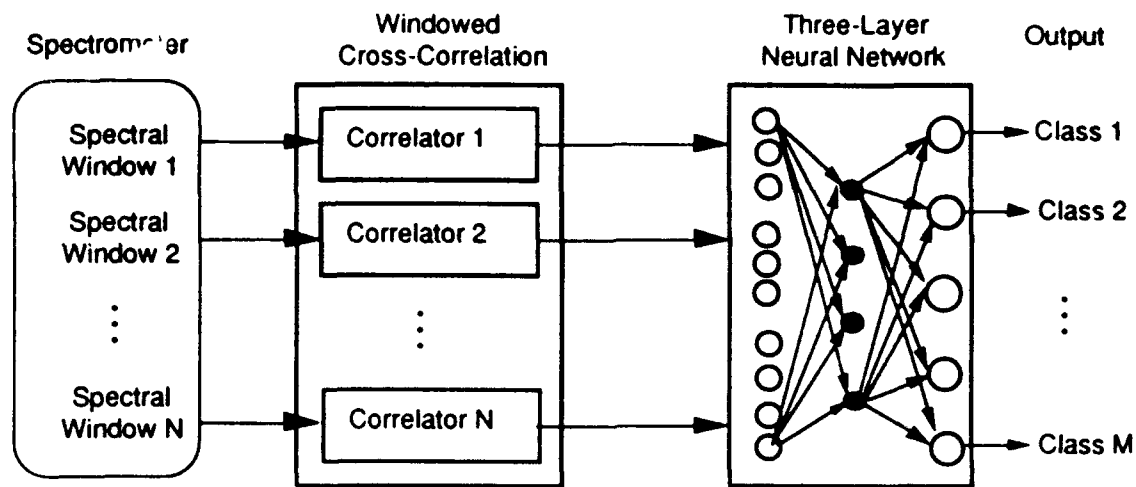 Windowed
Cross-Correlation
Three-Layer
Neural Network
Output
Spectral
Window 1
Correlator 1
Class 1
Spectral
Window 2
Correlator 2
Class 2
Spectral
Window N
Correlator N
Class M